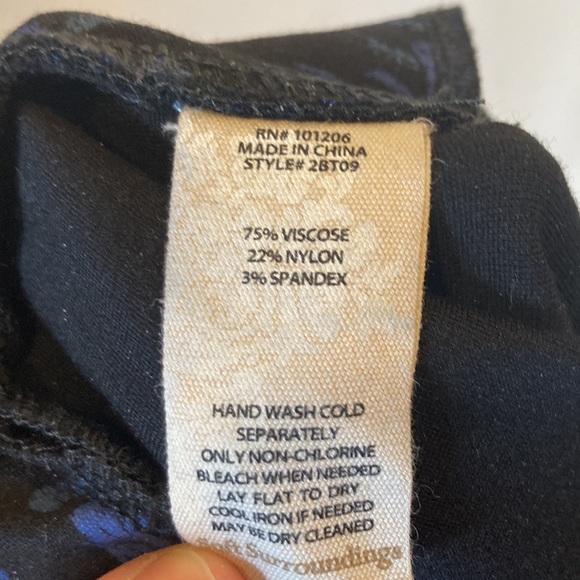 RN# 101206
MADE IN CHINA
STYLE# 2BT09
75% VISCOSE
22% NYLON
3% SPANDEX
HAND WASH COLD
SEPARATELY
ONLY NON-CHLORINE
BLEACH WHEN NEEDED
LAY FLAT TO DRY
COOL IRON IF NEEDED
MAY BE DRY CLEANED
Soft Surroundings